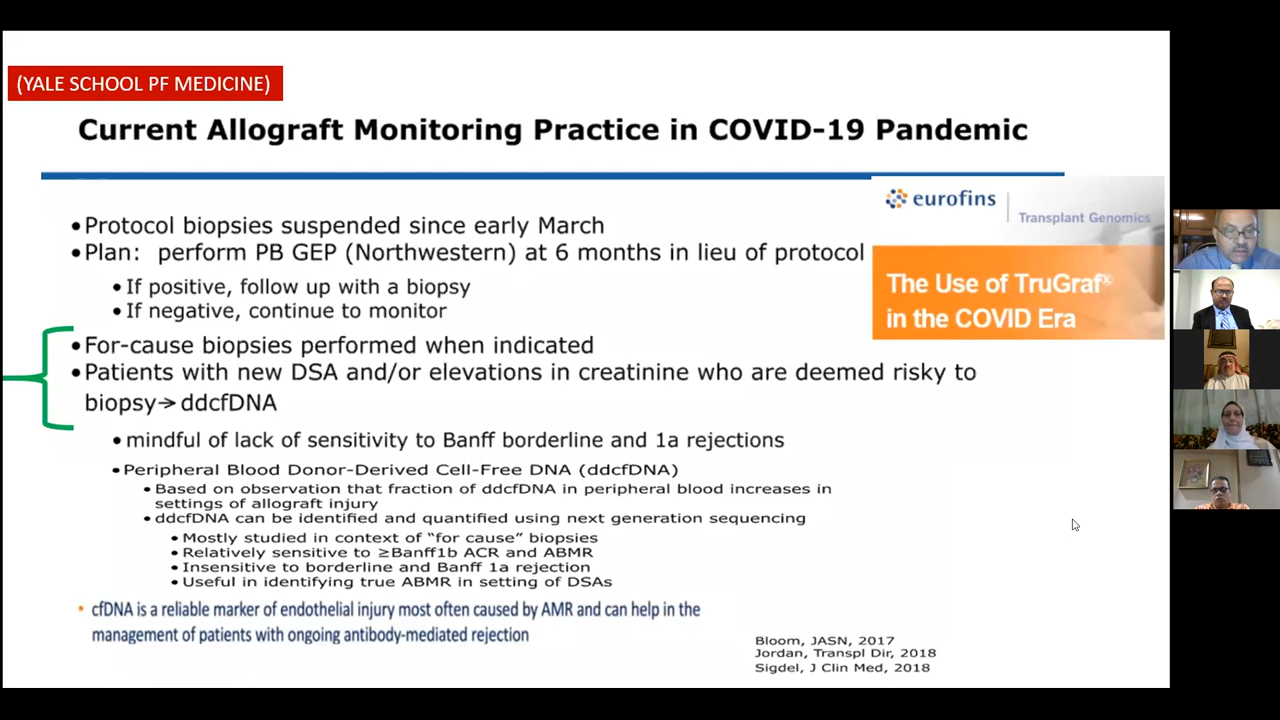 (YALE SCHOOL PF MEDICINE)
Current Allograft Monitoring Practice in COVID-19 Pandemic
eurofins
Transplant Genomics
The Use of TruGraf®
in the COVID Era
•Protocol biopsies suspended since early March
•Plan: perform PB GEP (Northwestern) at 6 months in lieu of protocol
•If positive, follow up with a biopsy
•If negative, continue to monitor
•For-cause biopsies performed when indicated
•Patients with new DSA and/or elevations in creatinine who are deemed risky to
biopsy→ ddcfDNA
•mindful of lack of sensitivity to Banff borderline and 1a rejections
•Peripheral Blood Donor-Derived Cell-Free DNA (ddcfDNA)
•Based on observation that fraction of ddcfDNA in peripheral blood increases in
settings of allograft injury
•ddcfDNA can be identified and quantified using next generation sequencing
•Mostly studied in context of "for cause" biopsies
•Relatively sensitive to ≥Banff1b ACR and ABMR
•Insensitive to borderline and Banff 1a rejection
•Useful in identifying true ABMR in setting of DSAs
• cfDNA is a reliable marker of endothelial injury most often caused by AMR and can help in the
management of patients with ongoing antibody-mediated rejection
Bloom, JASN, 2017
Jordan, Transpl Dir, 2018
Sigdel, J Clin Med, 2018